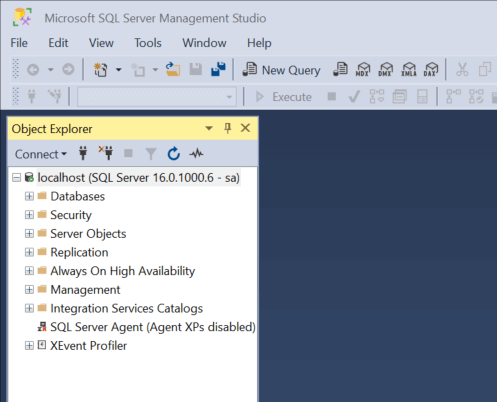 Microsoft SQL Server Management Studio
File Edit View Tools Window Help
New Query MDX DMX XMLA DAX
Execute
Object Explorer
Connect
localhost (SQL Server 16.0.1000.6 - sa)
Databases
Security
Server Objects
Replication
Always On High Availability
Management
Integration Services Catalogs
SQL Server Agent (Agent XPs disabled)
XEvent Profiler